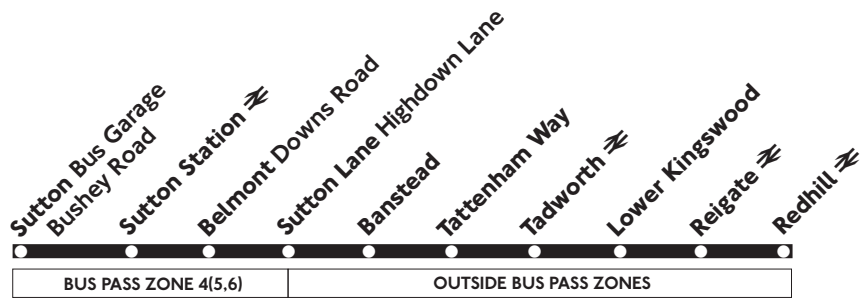 Sutton Bus Garage
Bushey Road
Sutton Station
Belmont Downs Road
Sutton Lane Highdown Lane
Banstead
Tattenham Way
Tadworth
Lower Kingswood
Reigate
Redhill
BUS PASS ZONE 4(5,6)
OUTSIDE BUS PASS ZONES